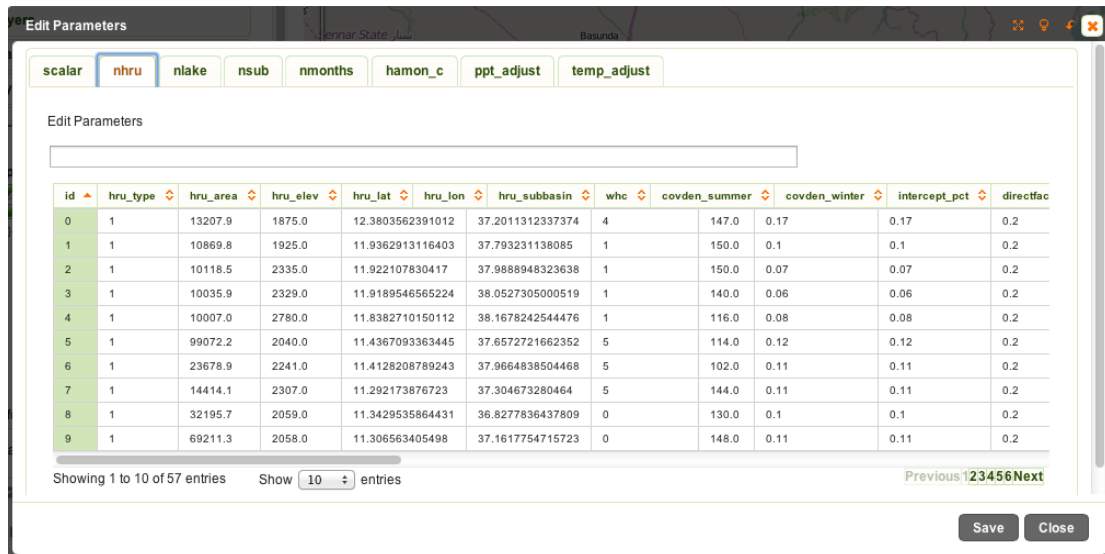 Edit Parameters
Sennar State سنار
Basunda
scalar nhru nlake nsub nmonths hamon_c ppt_adjust temp_adjust
Edit Parameters
id hru_type hru_area hru_elev hru_lat hru_lon hru_subbasin whc covden_summer covden_winter intercept_pct directfac
0 1 13207.9 1875.0 12.3803562391012 37.2011312337374 4 147.0 0.17 0.17 0.2
1 1 10869.8 1925.0 11.9362913116403 37.793231138085 1 150.0 0.1 0.1 0.2
2 1 10118.5 2335.0 11.922107830417 37.9888948323638 1 150.0 0.07 0.07 0.2
3 1 10035.9 2329.0 11.9189546565224 38.0527305000519 1 140.0 0.06 0.06 0.2
4 1 10007.0 2780.0 11.8382710150112 38.1678242544476 1 116.0 0.08 0.08 0.2
5 1 99072.2 2040.0 11.4367093363445 37.6572721662352 5 114.0 0.12 0.12 0.2
6 1 23678.9 2241.0 11.4128208789243 37.9664838504468 5 102.0 0.11 0.11 0.2
7 1 14414.1 2307.0 11.292173876723 37.304673280464 5 144.0 0.11 0.11 0.2
8 1 32195.7 2059.0 11.3429535864431 36.8277836437809 0 130.0 0.1 0.1 0.2
9 1 69211.3 2058.0 11.306563405498 37.1617754715723 0 148.0 0.11 0.11 0.2
Showing 1 to 10 of 57 entries Show 10 entries Previous 1 2 3 4 5 6 Next
Save Close